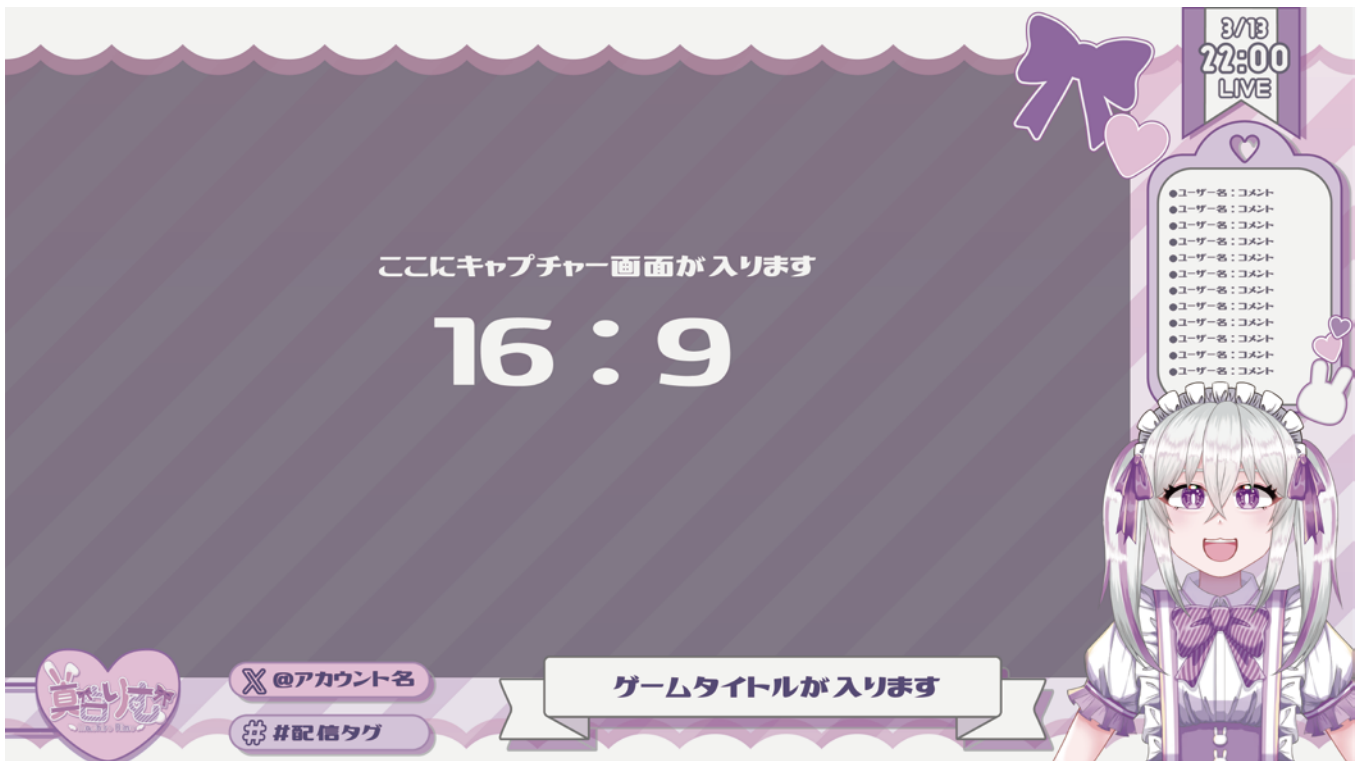 3/13
22:00
LIVE
●ユーザー名：コメント
●ユーザー名：コメント
●ユーザー名：コメント
●ユーザー名：コメント
●ユーザー名：コメント
●ユーザー名：コメント
●ユーザー名：コメント
●ユーザー名：コメント
●ユーザー名：コメント
●ユーザー名：コメント
●ユーザー名：コメント
●ユーザー名：コメント
ここにキャプチャー画面が入ります
16：9
X @アカウント名
# #配信タグ
ゲームタイトルが入ります